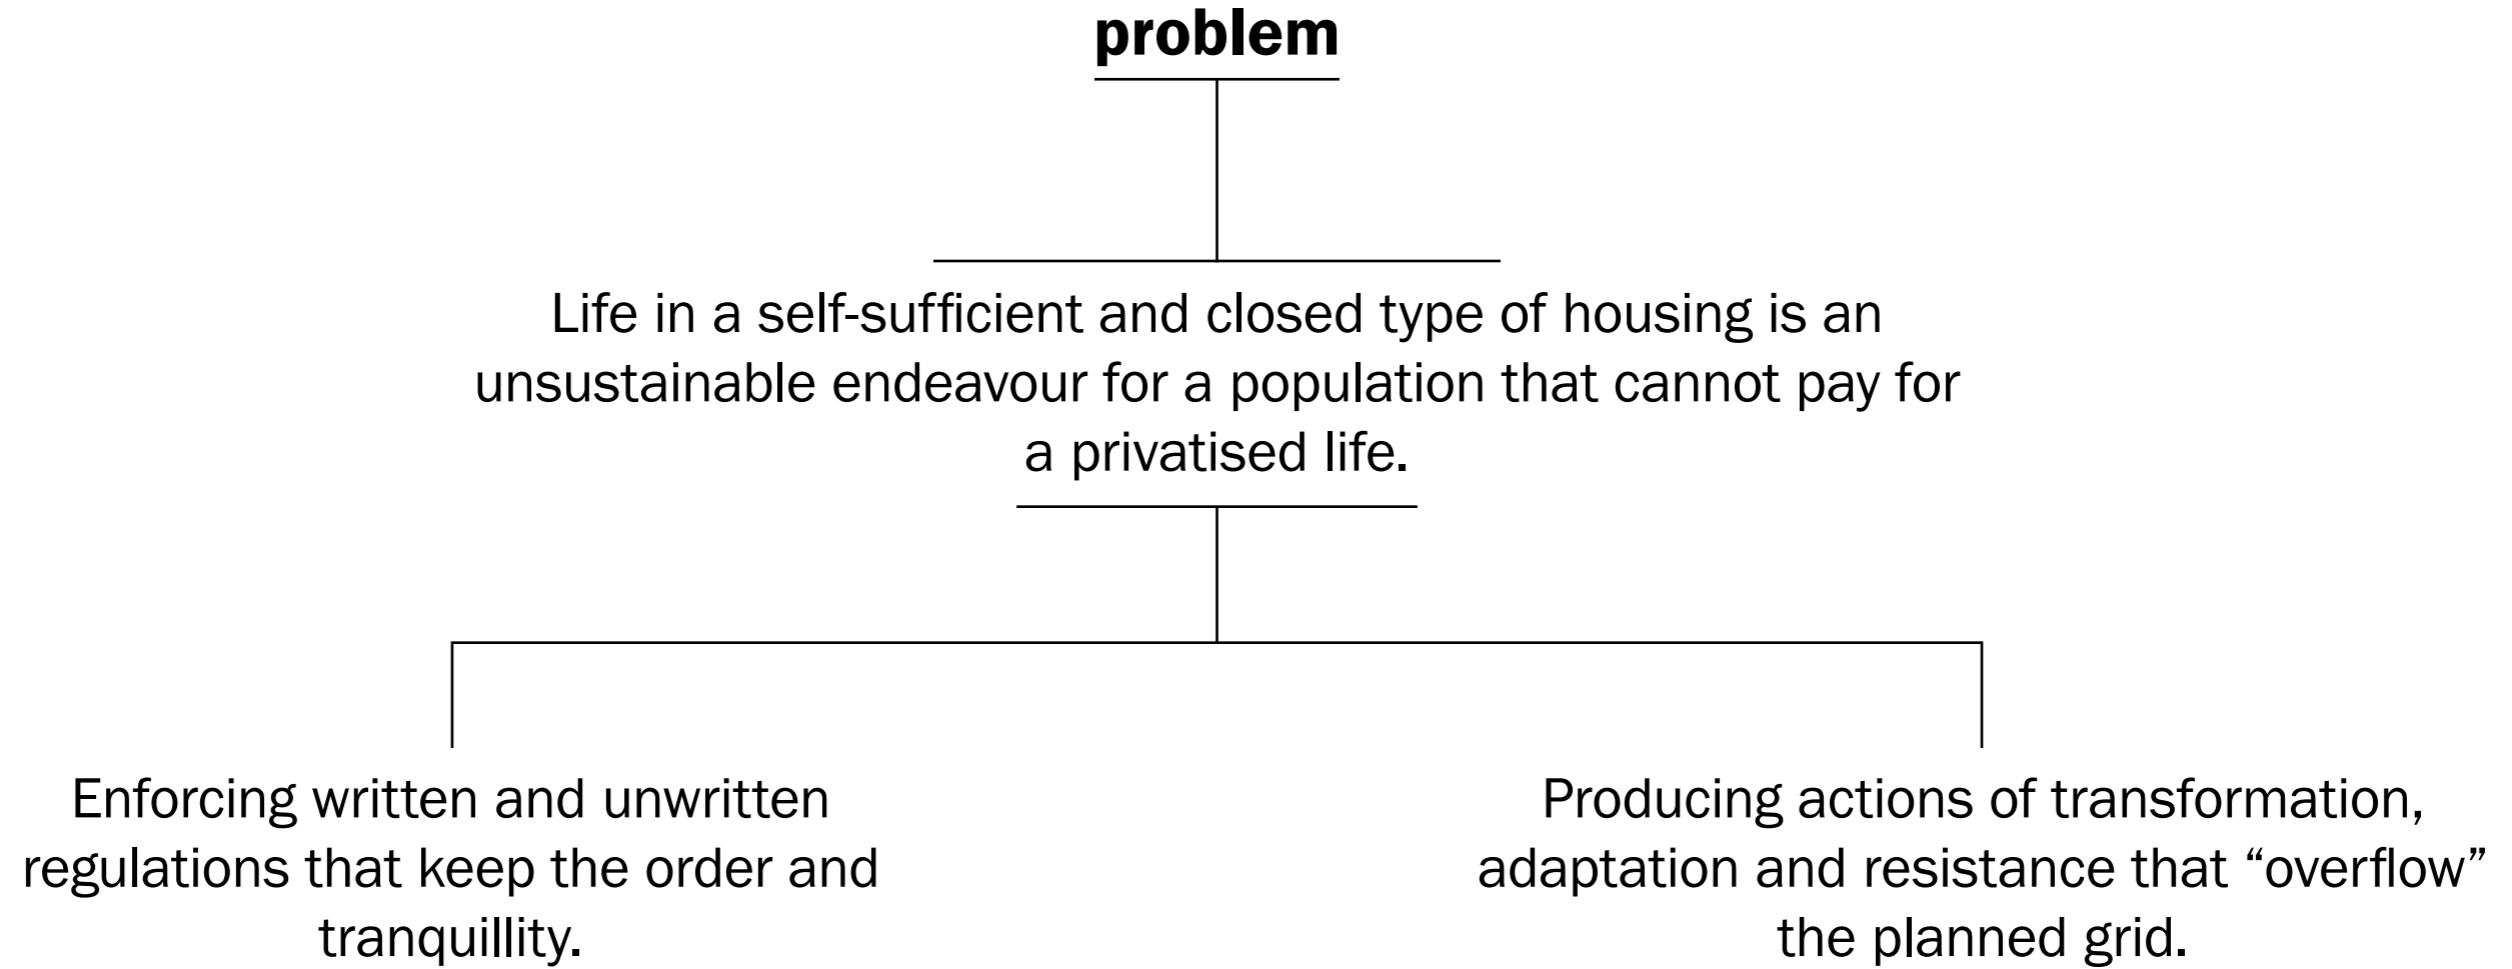 problem
Life in a self-sufficient and closed type of housing is an
unsustainable endeavour for a population that cannot pay for
a privatised life.
Enforcing written and unwritten
regulations that keep the order and
tranquillity.
Producing actions of transformation,
adaptation and resistance that “overflow”
the planned grid.